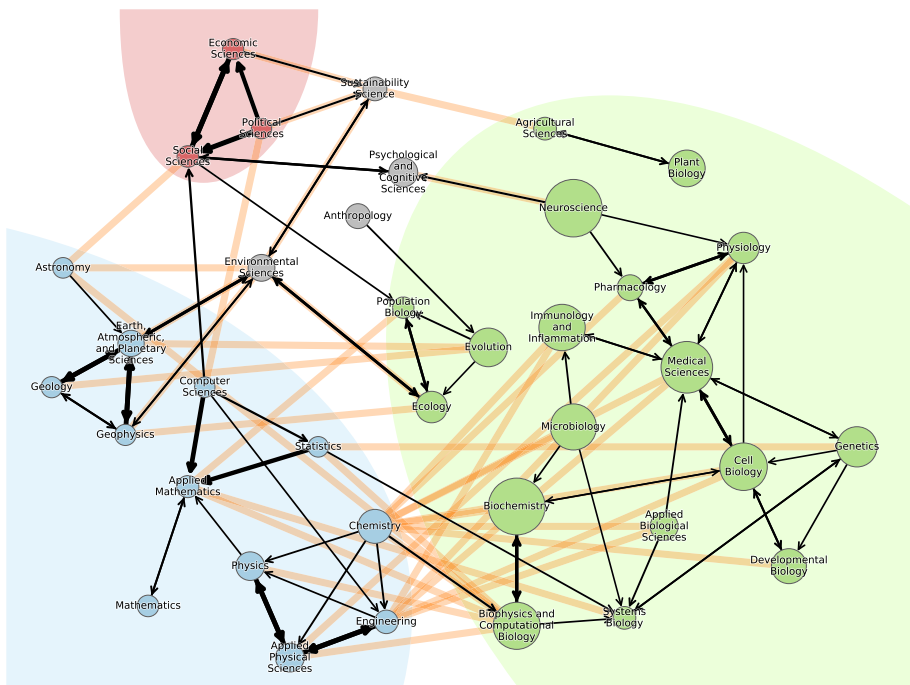 Economic
Sciences
Sustainability
Science
Political
Sciences
Agricultural
Sciences
Social
Sciences
Psychological
and
Cognitive
Sciences
Plant
Biology
Neuroscience
Anthropology
Physiology
Astronomy
Environmental
Sciences
Pharmacology
Population
Biology
Immunology
and
Inflammation
Earth,
Atmospheric,
and Planetary
Sciences
Evolution
Medical
Sciences
Geology
Computer
Sciences
Ecology
Geophysics
Microbiology
Statistics
Genetics
Cell
Biology
Applied
Mathematics
Biochemistry
Chemistry
Applied
Biological
Sciences
Physics
Developmental
Biology
Mathematics
Engineering
Biophysics and
Computational
Biology
Systems
Biology
Applied
Physical
Sciences